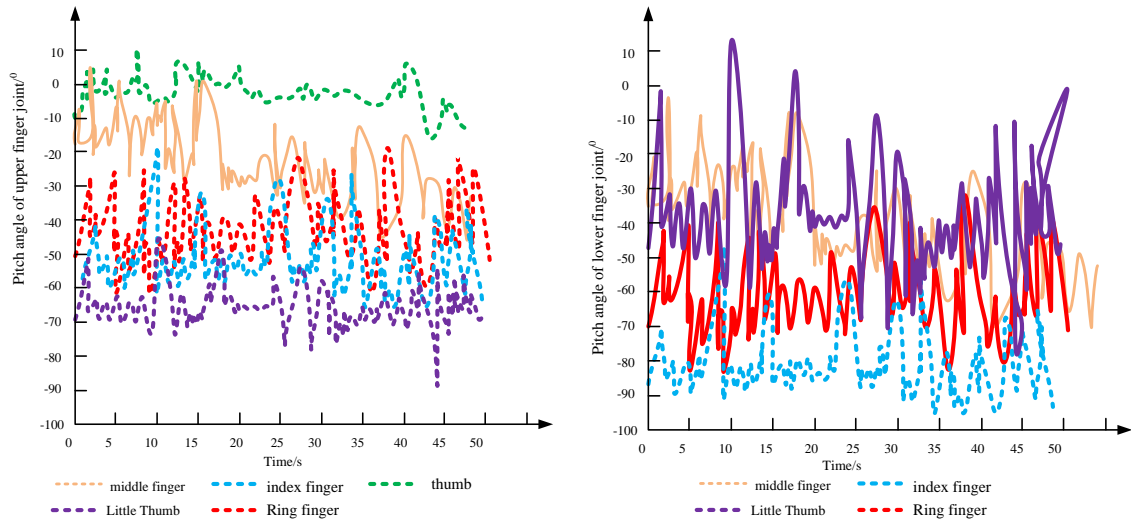 Pitch angle of upper finger joint/⁰
10
0
-10
-20
-30
-40
-50
-60
-70
-80
-90
-100
0 5 10 15 20 25 30 35 40 45 50
Time/s
middle finger index finger thumb
Little Thumb Ring finger
Pitch angle of lower finger joint/⁰
10
0
-10
-20
-30
-40
-50
-60
-70
-80
-90
-100
0 5 10 15 20 25 30 35 40 45 50
Time/s
middle finger index finger
Little Thumb Ring finger